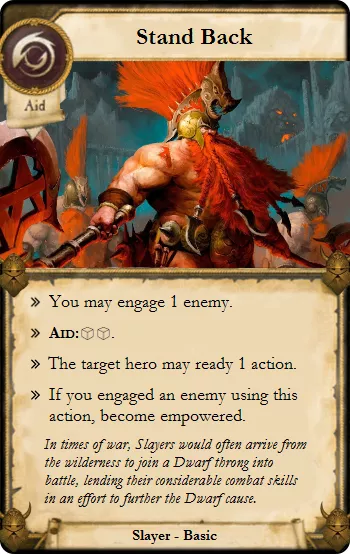 Stand Back
Aid
» You may engage 1 enemy.
» AID: .
» The target hero may ready 1 action.
» If you engaged an enemy using this
action, become empowered.
In times of war, Slayers would often arrive from
the wilderness to join a Dwarf throng into
battle, lending their considerable combat skills
in an effort to further the Dwarf cause.
Slayer - Basic